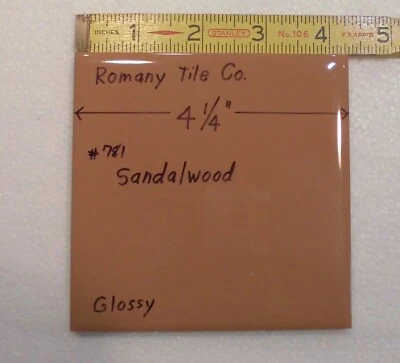 INCHES 1 2 STANLEY 3 No. 106 4 5
Romany Tile Co.
4 1/4"
#781
Sandalwood
Glossy